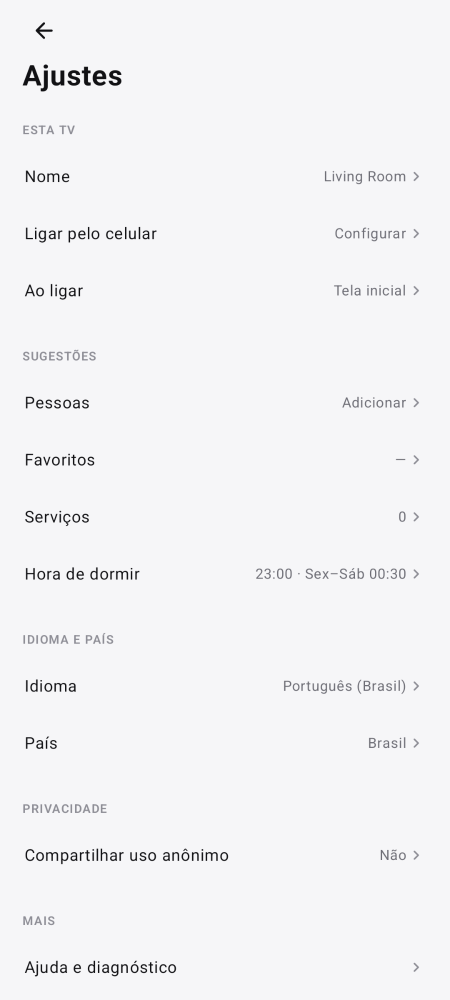 Ajustes
ESTA TV
Nome Living Room
Ligar pelo celular Configurar
Ao ligar Tela inicial
SUGESTÕES
Pessoas Adicionar
Favoritos —
Serviços 0
Hora de dormir 23:00 · Sex–Sáb 00:30
IDIOMA E PAÍS
Idioma Português (Brasil)
País Brasil
PRIVACIDADE
Compartilhar uso anônimo Não
MAIS
Ajuda e diagnóstico